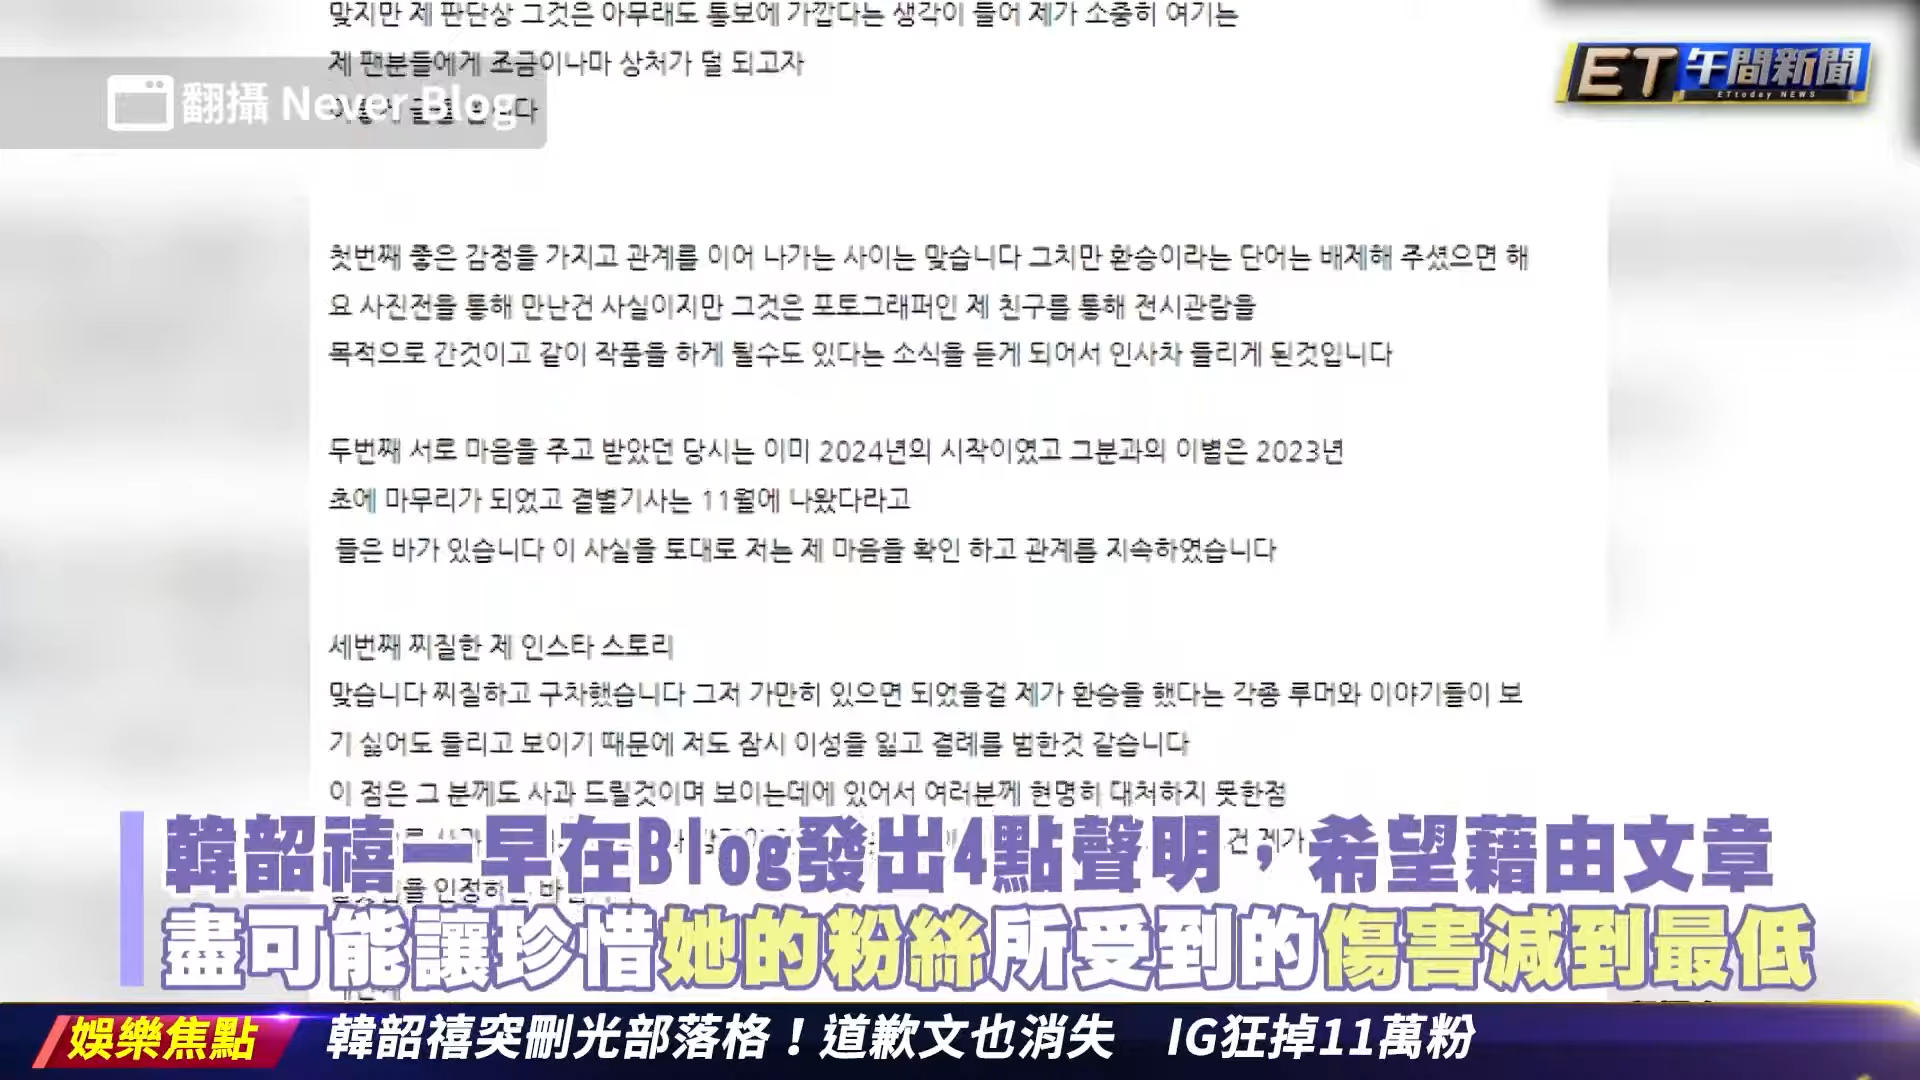 맞지만 제 판단상 그것은 아무래도 통보에 가깝다는 생각이 들어 제가 소중히 여기는
제 팬분들에게 조금이나마 상처가 덜 되고자
翻攝 Never Blog
ET 午間新聞
ETtoday NEWS
첫번째 좋은 감정을 가지고 관계를 이어 나가는 사이는 맞습니다 그치만 환승이라는 단어는 배제해 주셨으면 해
요 사진전을 통해 만난건 사실이지만 그것은 포토그래퍼인 제 친구를 통해 전시관람을
목적으로 간것이고 같이 작품을 하게 될수도 있다는 소식을 듣게 되어서 인사차 들리게 된것입니다
두번째 서로 마음을 주고 받았던 당시는 이미 2024년의 시작이였고 그분과의 이별은 2023년
초에 마무리가 되었고 결별기사는 11월에 나왔다라고
들은 바가 있습니다 이 사실을 토대로 저는 제 마음을 확인 하고 관계를 지속하였습니다
세번째 찌질한 제 인스타 스토리
맞습니다 찌질하고 구차했습니다 그저 가만히 있으면 되었을걸 제가 환승을 했다는 각종 루머와 이야기들이 보
기 싫어도 들리고 보이기 때문에 저도 잠시 이성을 잃고 결례를 범한것 같습니다
이 점은 그 분께도 사과 드릴것이며 보이는데에 있어서 여러분께 현명히 대처하지 못한점
韓韶禧一早在Blog發出4點聲明，希望藉由文章
盡可能讓珍惜她的粉絲所受到的傷害減到最低
娛樂焦點 韓韶禧突刪光部落格！道歉文也消失 IG狂掉11萬粉